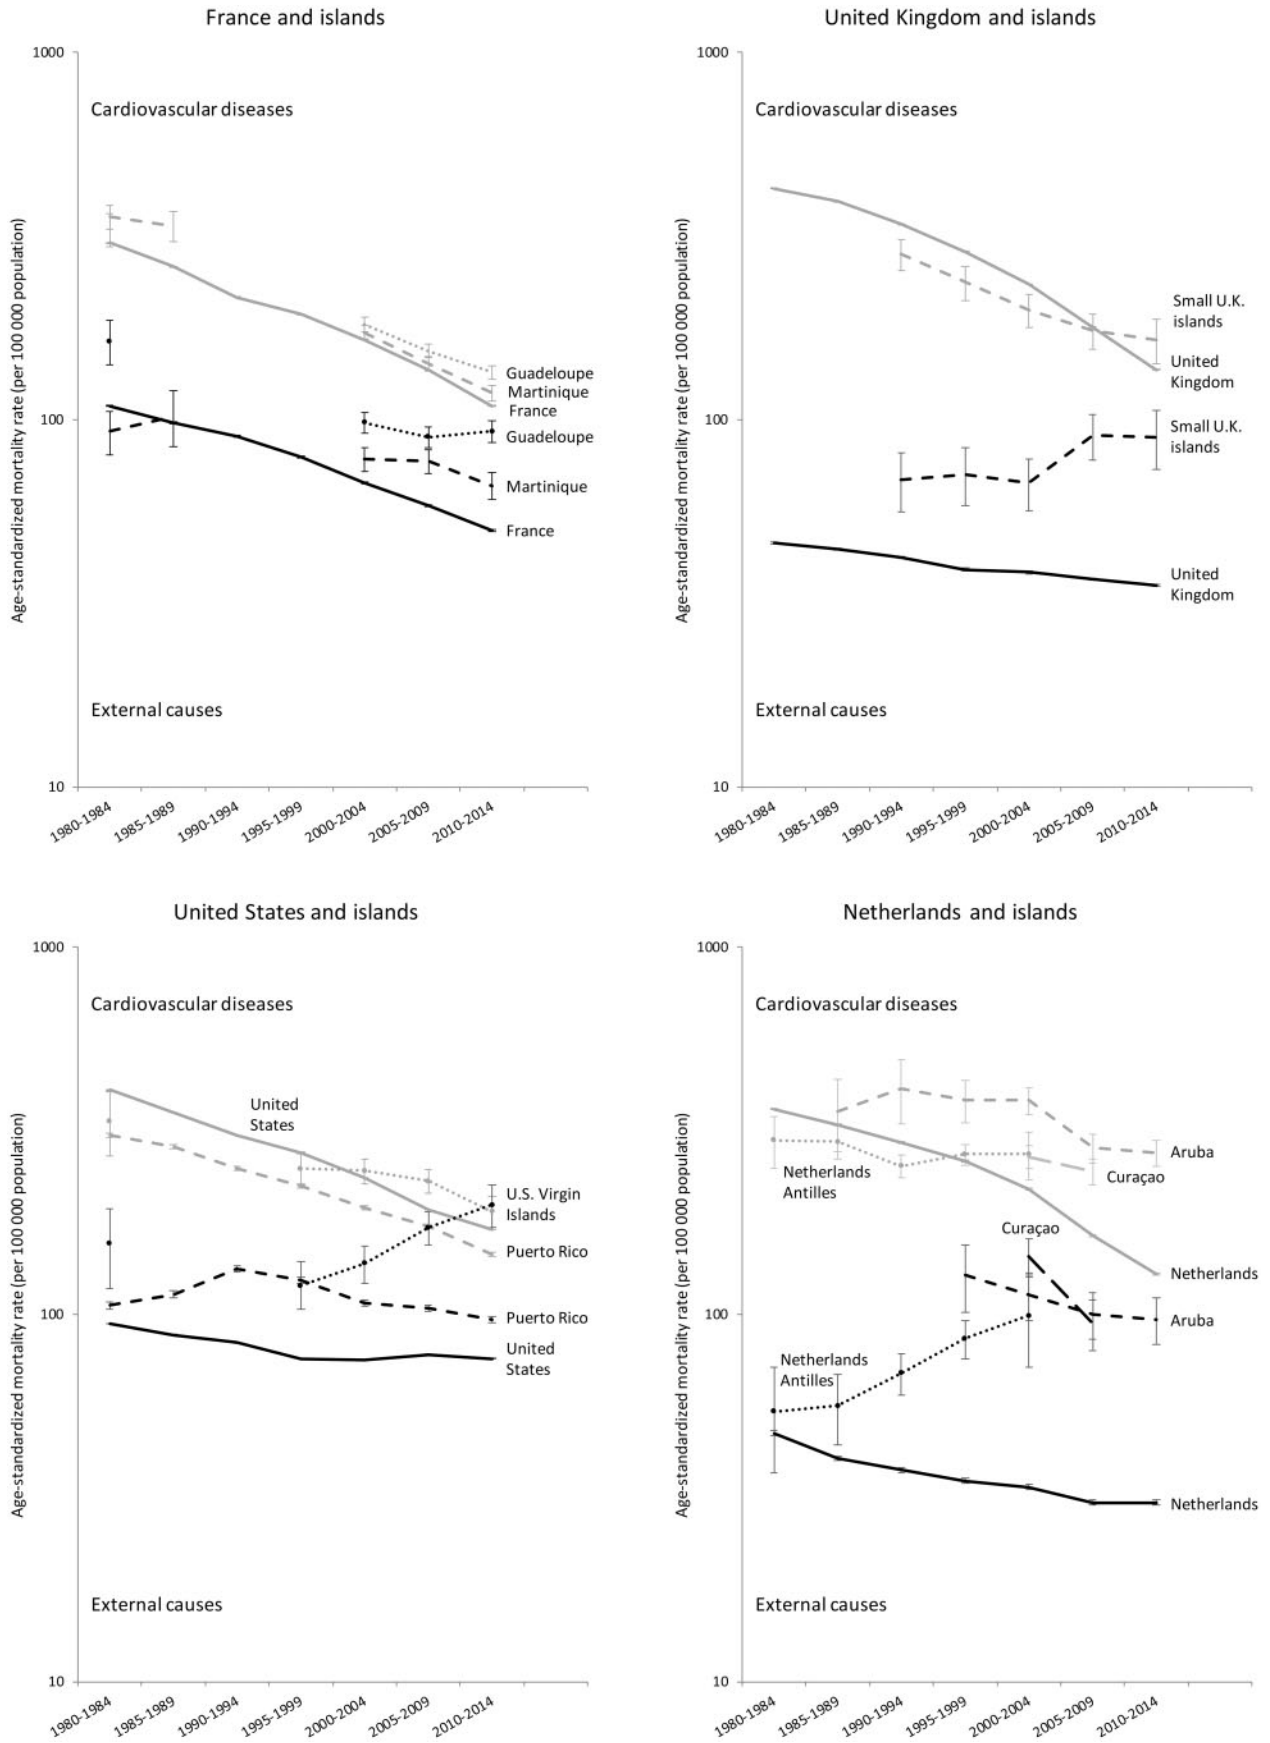 France and islands
1000
Cardiovascular diseases
Age-standardized mortality rate (per 100 000 population)
Guadeloupe
Martinique
France
100
Guadeloupe
Martinique
France
External causes
10
1980-1984
1985-1989
1990-1994
1995-1999
2000-2004
2005-2009
2010-2014
United Kingdom and islands
1000
Cardiovascular diseases
Age-standardized mortality rate (per 100 000 population)
Small U.K.
islands
United
Kingdom
100
Small U.K.
islands
United
Kingdom
External causes
10
1980-1984
1985-1989
1990-1994
1995-1999
2000-2004
2005-2009
2010-2014
United States and islands
1000
Cardiovascular diseases
Age-standardized mortality rate (per 100 000 population)
United
States
U.S. Virgin
Islands
Puerto Rico
100
Puerto Rico
United
States
External causes
10
1980-1984
1985-1989
1990-1994
1995-1999
2000-2004
2005-2009
2010-2014
Netherlands and islands
1000
Cardiovascular diseases
Age-standardized mortality rate (per 100 000 population)
Aruba
Netherlands
Antilles
Curaçao
Curaçao
Netherlands
100
Aruba
Netherlands
Antilles
Netherlands
External causes
10
1980-1984
1985-1989
1990-1994
1995-1999
2000-2004
2005-2009
2010-2014